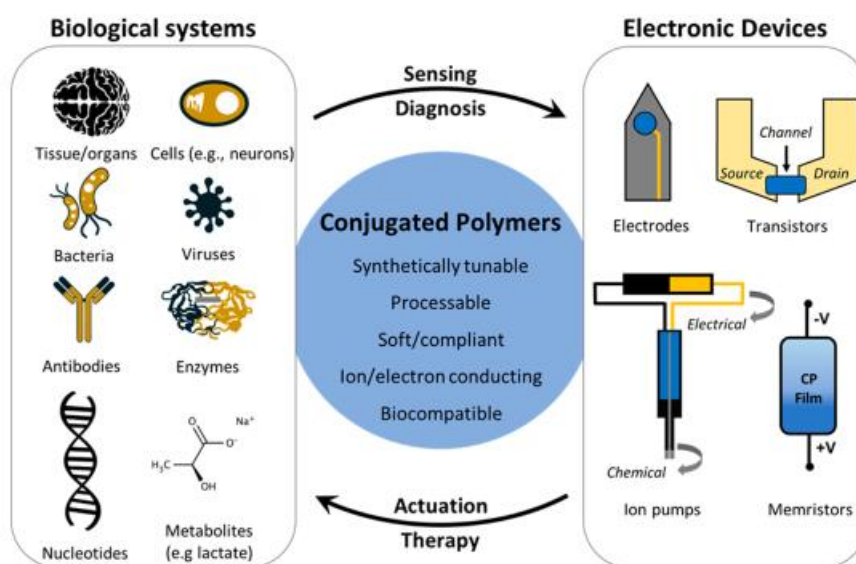 Biological systems
Tissue/organs
Cells (e.g., neurons)
Bacteria
Viruses
Antibodies
Enzymes
Nucleotides
Na⁺
O
O⁻
H₃C
OH
Metabolites
(e.g lactate)
Sensing
Diagnosis
Conjugated Polymers
Synthetically tunable
Processable
Soft/compliant
Ion/electron conducting
Biocompatible
Actuation
Therapy
Electronic Devices
Electrodes
Channel
Source
Drain
Transistors
Electrical
Chemical
Ion pumps
-V
CP
Film
+V
Memristors